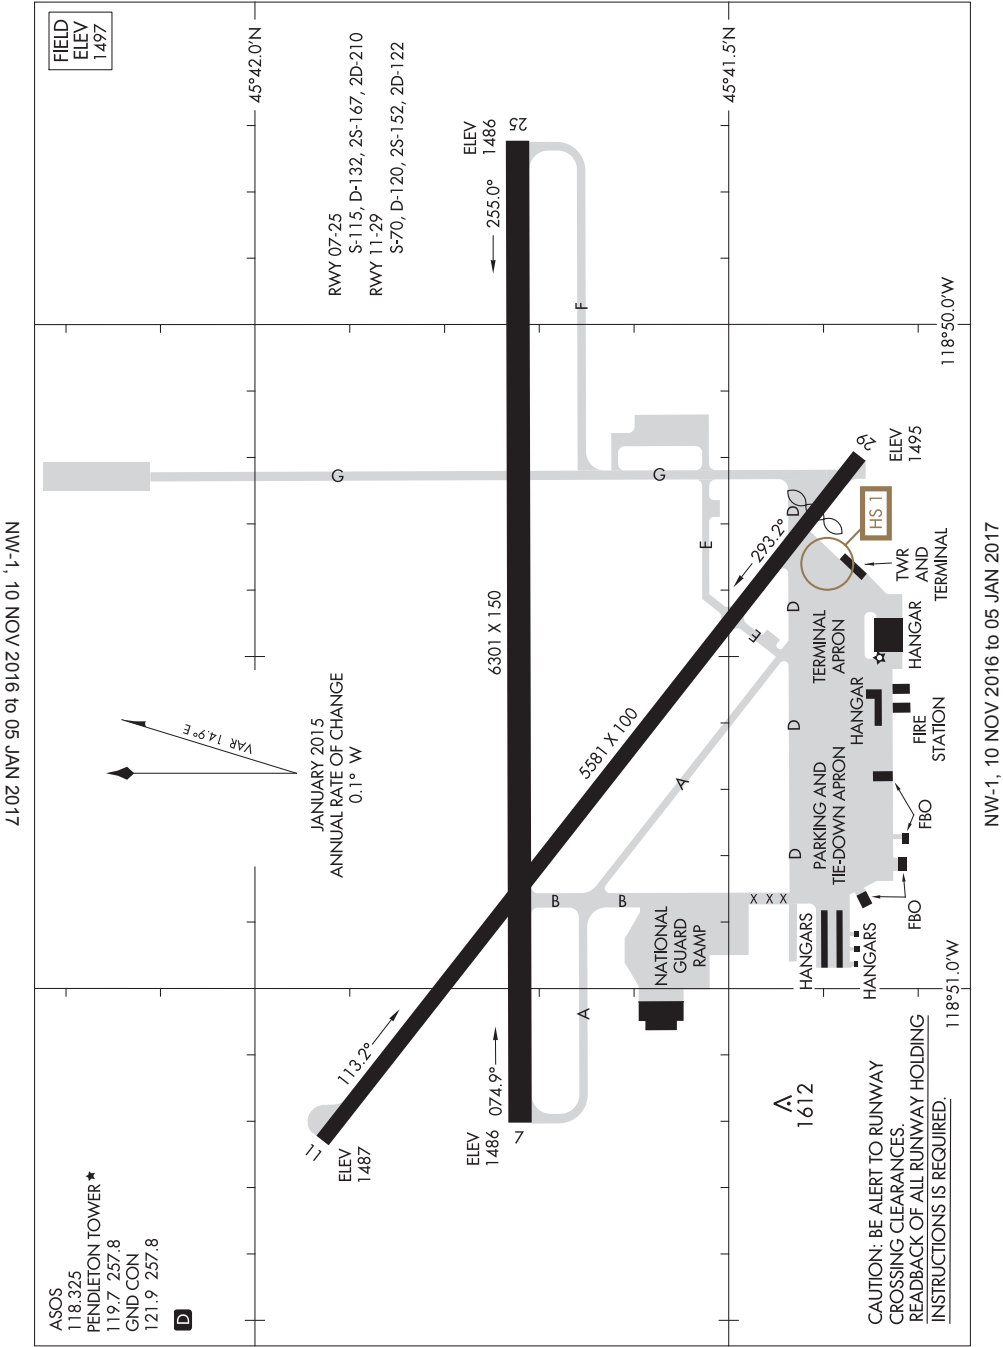 NW-1, 10 NOV 2016 to 05 JAN 2017
ASOS
118.325
PENDLETON TOWER★
119.7 257.8
GND CON
121.9 257.8
D
FIELD
ELEV
1497
VAR 14.9° E
JANUARY 2015
ANNUAL RATE OF CHANGE
0.1° W
45°42.0'N
RWY 07-25
S-115, D-132, 2S-167, 2D-210
RWY 11-29
S-70, D-120, 2S-152, 2D-122
11
ELEV
1487
113.2°
G
ELEV
1486
7
074.9°
6301 X 150
255.0°
ELEV
1486
25
A
B
B
A
5581 X 100
F
G
E
E
293.2°
29
ELEV
1495
NATIONAL
GUARD
RAMP
X X X
45°41.5'N
1612
D
D
D
D
HS 1
HANGARS
HANGARS
PARKING AND
TIE-DOWN APRON
TERMINAL
APRON
HANGAR
HANGAR
TWR
AND
TERMINAL
FBO
FBO
FIRE
STATION
118°51.0'W
118°50.0'W
CAUTION: BE ALERT TO RUNWAY
CROSSING CLEARANCES.
READBACK OF ALL RUNWAY HOLDING
INSTRUCTIONS IS REQUIRED.
NW-1, 10 NOV 2016 to 05 JAN 2017